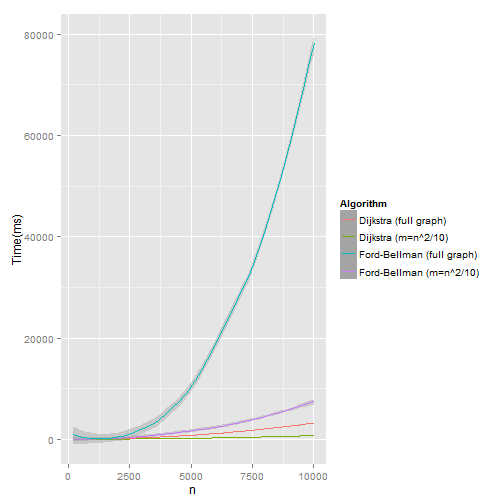 80000
60000
40000
20000
0
Time(ms)
0
2500
5000
7500
10000
n
Algorithm
Dijkstra (full graph)
Dijkstra (m=n^2/10)
Ford-Bellman (full graph)
Ford-Bellman (m=n^2/10)